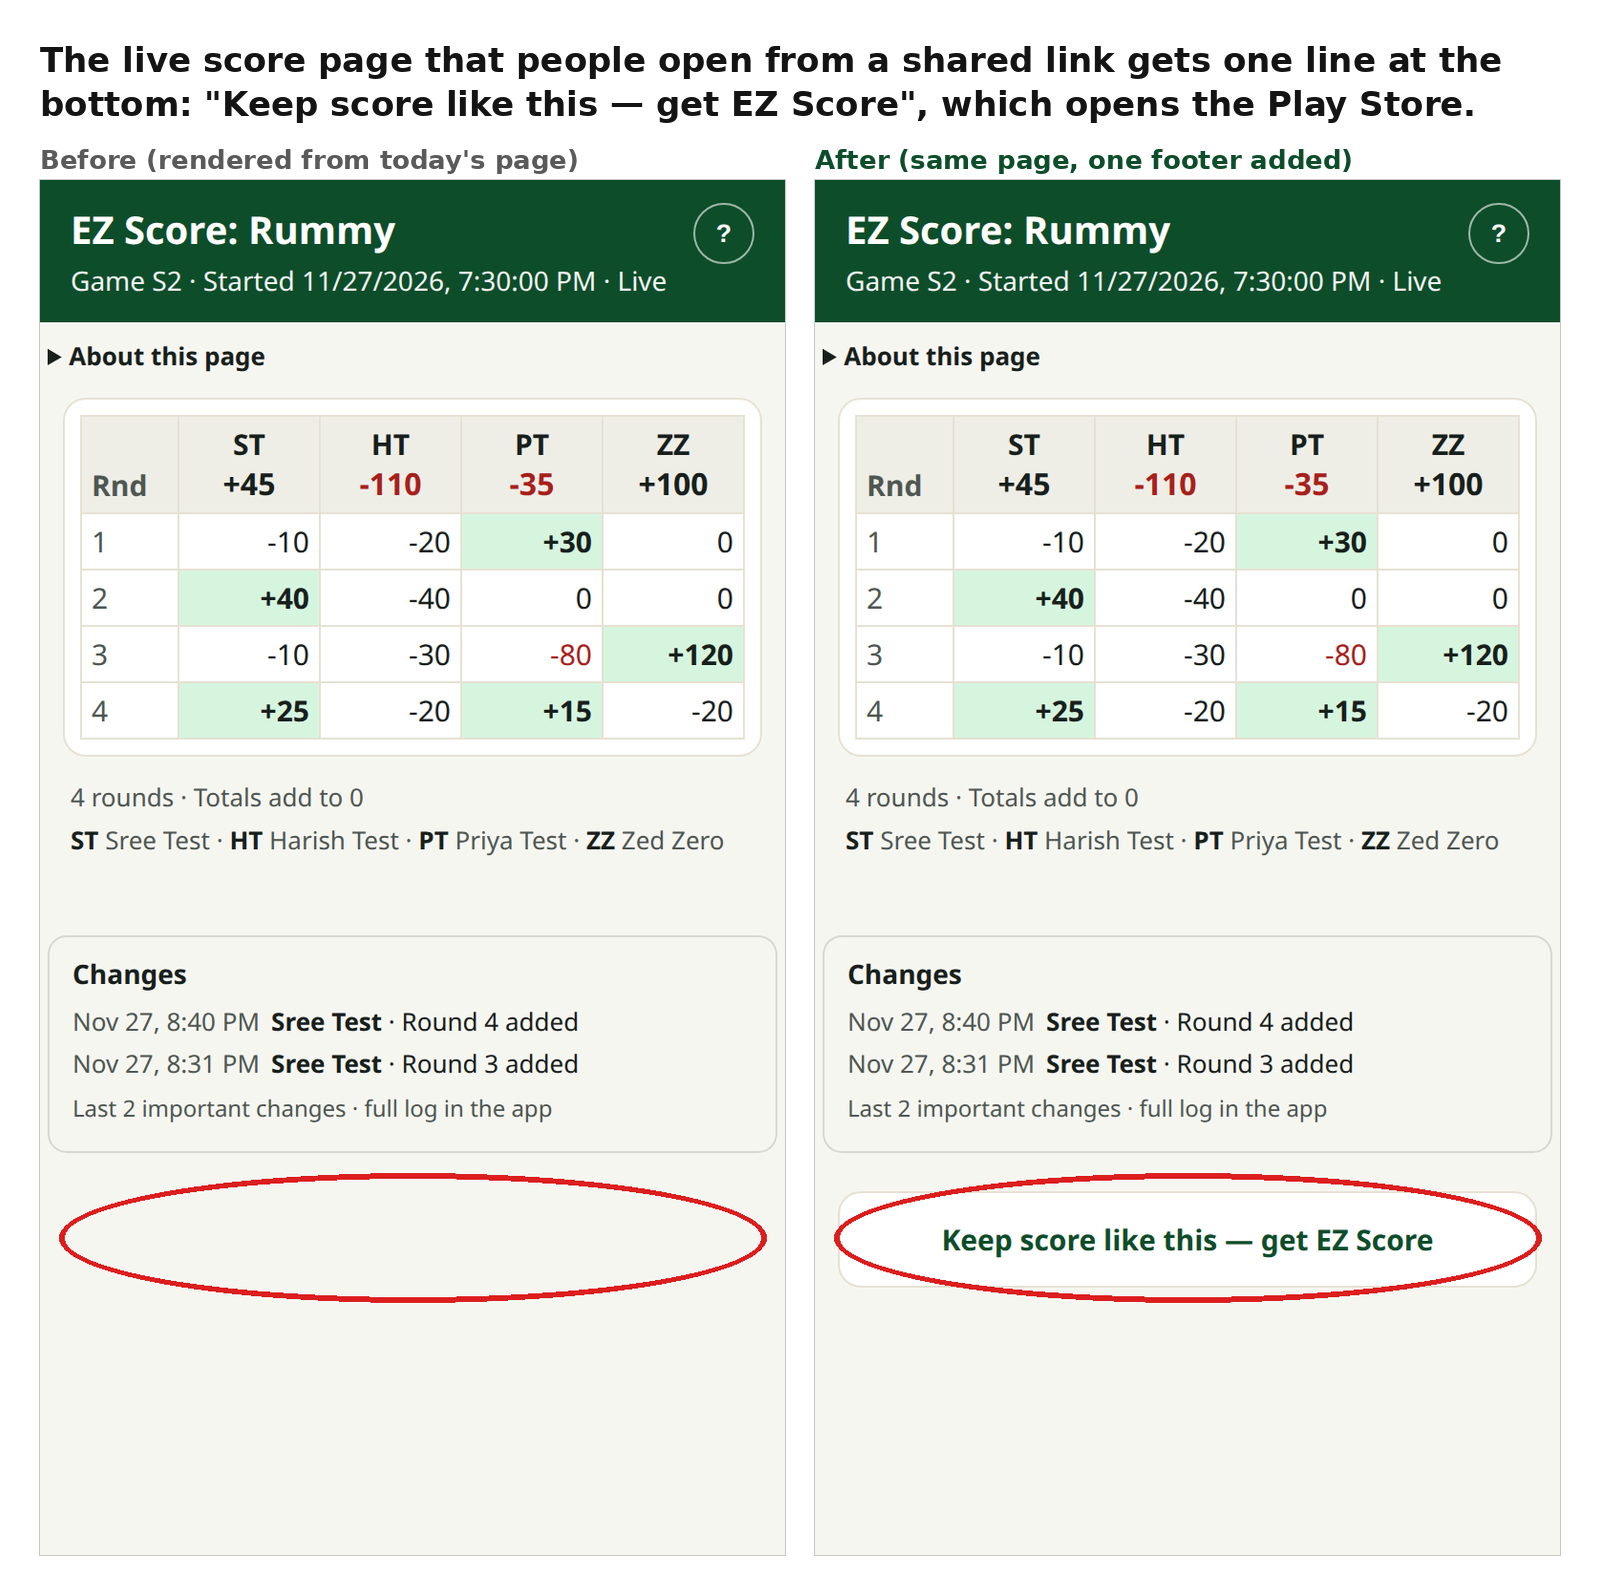 The live score page that people open from a shared link gets one line at the
bottom: "Keep score like this — get EZ Score", which opens the Play Store.
Before (rendered from today's page)
EZ Score: Rummy
?
Game S2 · Started 11/27/2026, 7:30:00 PM · Live
▶ About this page
ST HT PT ZZ
Rnd +45 -110 -35 +100
1 -10 -20 +30 0
2 +40 -40 0 0
3 -10 -30 -80 +120
4 +25 -20 +15 -20
4 rounds · Totals add to 0
ST Sree Test · HT Harish Test · PT Priya Test · ZZ Zed Zero
Changes
Nov 27, 8:40 PM Sree Test · Round 4 added
Nov 27, 8:31 PM Sree Test · Round 3 added
Last 2 important changes · full log in the app
After (same page, one footer added)
EZ Score: Rummy
?
Game S2 · Started 11/27/2026, 7:30:00 PM · Live
▶ About this page
ST HT PT ZZ
Rnd +45 -110 -35 +100
1 -10 -20 +30 0
2 +40 -40 0 0
3 -10 -30 -80 +120
4 +25 -20 +15 -20
4 rounds · Totals add to 0
ST Sree Test · HT Harish Test · PT Priya Test · ZZ Zed Zero
Changes
Nov 27, 8:40 PM Sree Test · Round 4 added
Nov 27, 8:31 PM Sree Test · Round 3 added
Last 2 important changes · full log in the app
Keep score like this — get EZ Score